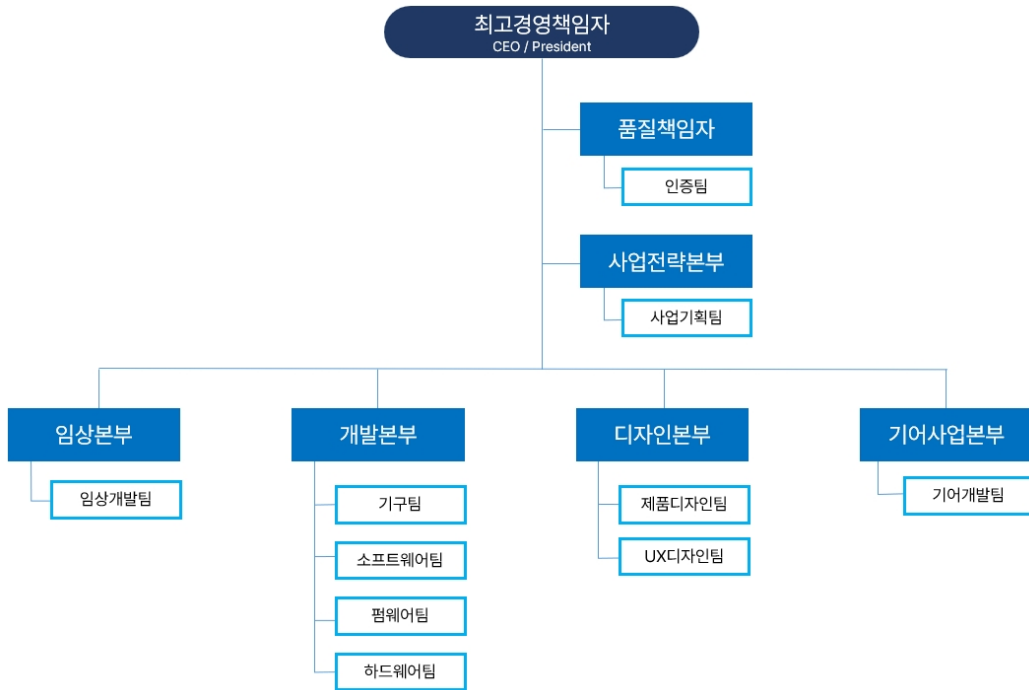 최고경영책임자
CEO / President
품질책임자
인증팀
사업전략본부
사업기획팀
임상본부
임상개발팀
개발본부
기구팀
소프트웨어팀
펌웨어팀
하드웨어팀
디자인본부
제품디자인팀
UX디자인팀
기어사업본부
기어개발팀